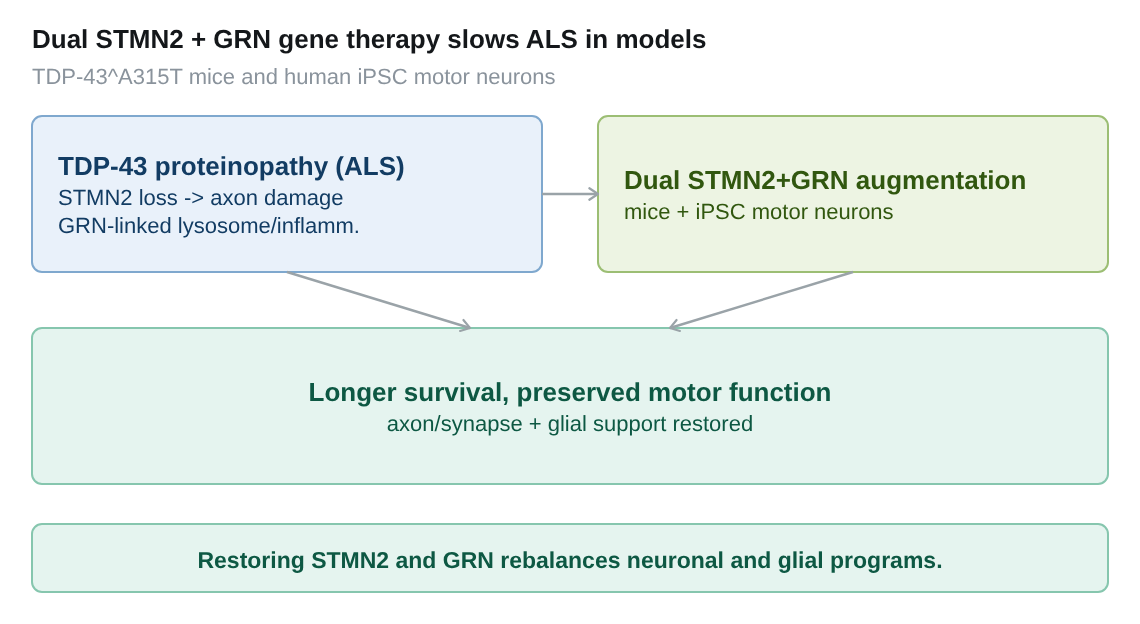 Dual STMN2 + GRN gene therapy slows ALS in models
TDP-43^A315T mice and human iPSC motor neurons
TDP-43 proteinopathy (ALS)
STMN2 loss -> axon damage
GRN-linked lysosome/inflamm.
Dual STMN2+GRN augmentation
mice + iPSC motor neurons
Longer survival, preserved motor function
axon/synapse + glial support restored
Restoring STMN2 and GRN rebalances neuronal and glial programs.